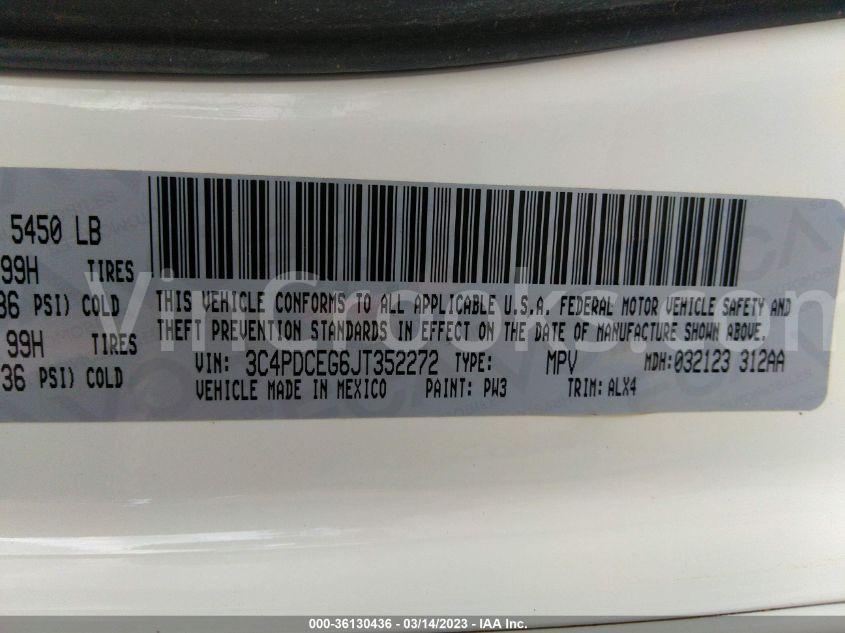 5450 LB
99H TIRES
36 PSI) COLD
99H TIRES
36 PSI) COLD
THIS VEHICLE CONFORMS TO ALL APPLICABLE U.S.A. FEDERAL MOTOR VEHICLE SAFETY AND
THEFT PREVENTION STANDARDS IN EFFECT ON THE DATE OF MANUFACTURE SHOWN ABOVE.
VIN: 3C4PDCEG6JT352272 TYPE: MPV MDH: 032123 312AA
VEHICLE MADE IN MEXICO PAINT: PW3 TRIM: ALX4
VinCrooks.com
000-36130436 - 03/14/2023 - IAA Inc.